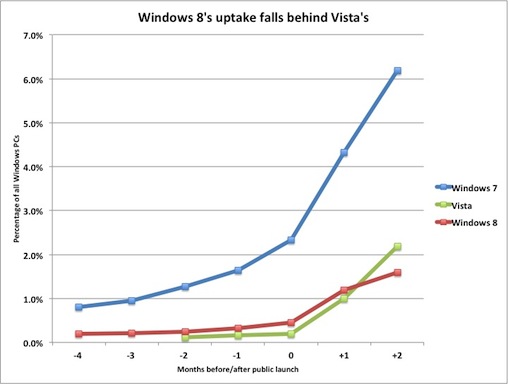 Windows 8's uptake falls behind Vista's
7.0%
6.0%
5.0%
4.0%
3.0%
2.0%
1.0%
0.0%
Percentage of all Windows PCs
-4 -3 -2 -1 0 +1 +2
Months before/after public launch
Windows 7
Vista
Windows 8